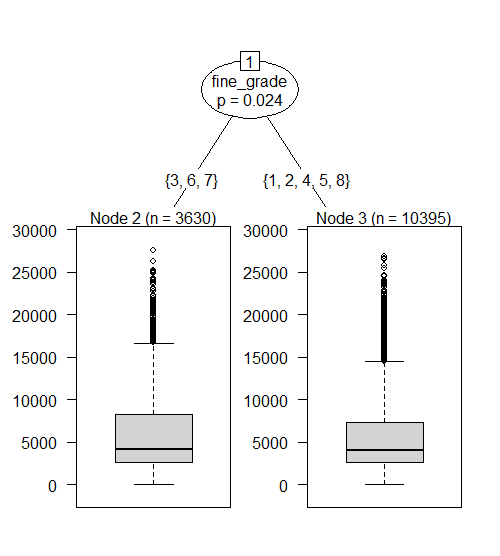 1
fine_grade
p = 0.024
{3, 6, 7}
{1, 2, 4, 5, 8}
Node 2 (n = 3630)
30000
25000
20000
15000
10000
5000
0
Node 3 (n = 10395)
30000
25000
20000
15000
10000
5000
0